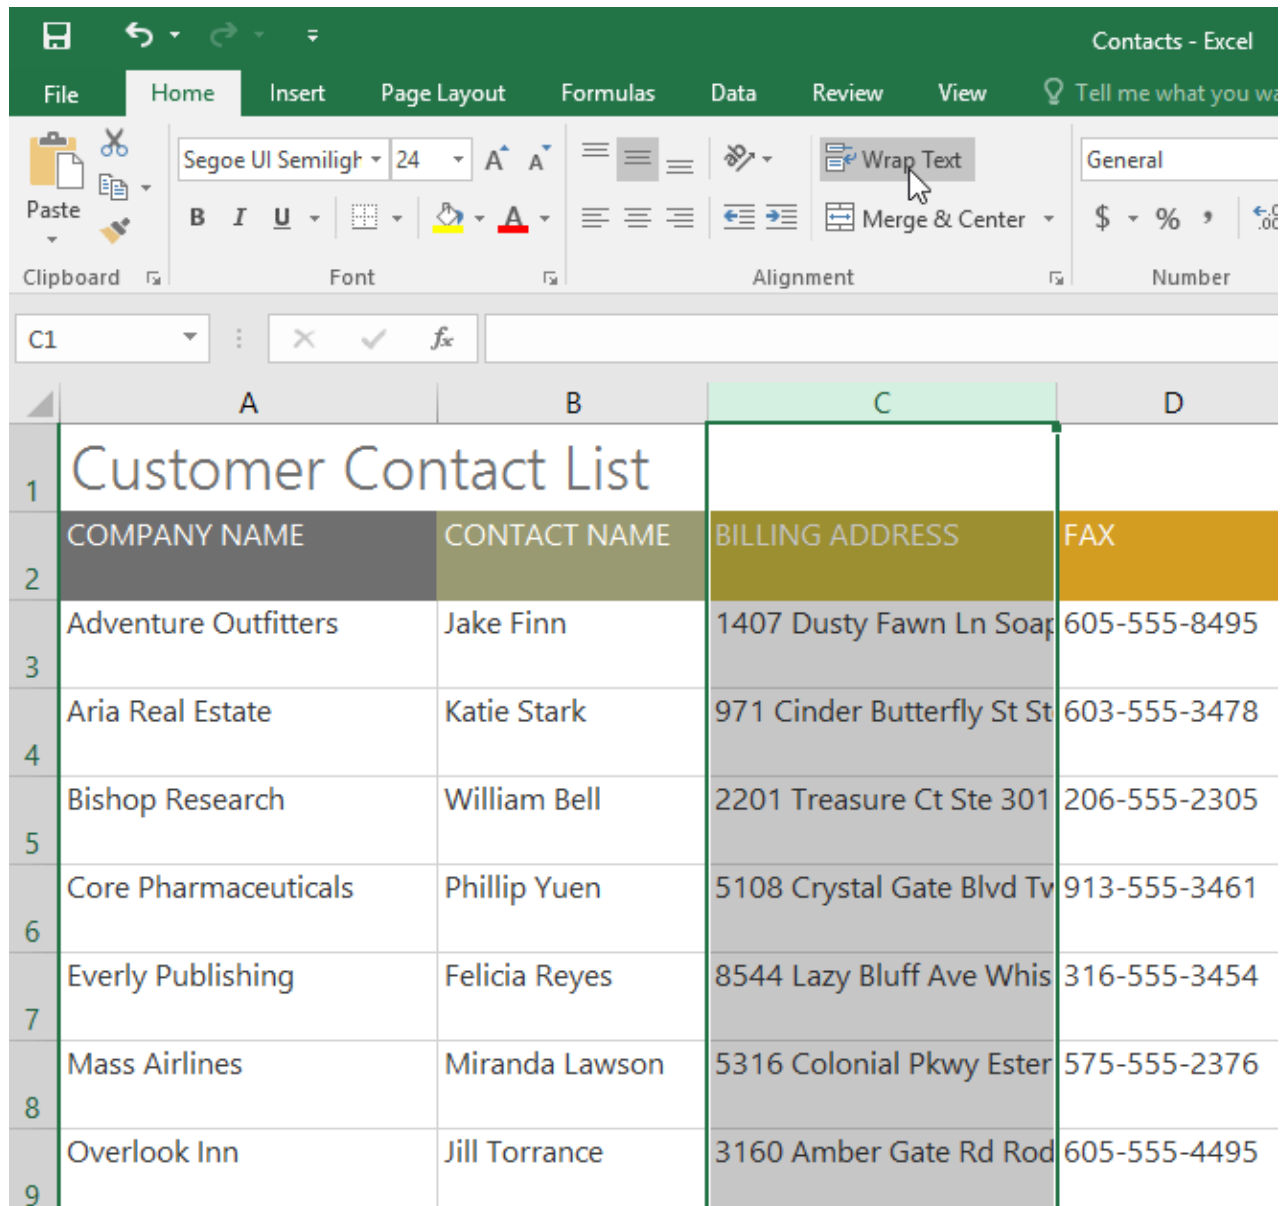 Contacts - Excel
File Home Insert Page Layout Formulas Data Review View Tell me what you
Paste Segoe UI Semiligh 24 A A Wrap Text General
B I U A Merge & Center $ % , .00
Clipboard Font Alignment Number
C1 fx
A B C D
1 Customer Contact List
2 COMPANY NAME CONTACT NAME BILLING ADDRESS FAX
3 Adventure Outfitters Jake Finn 1407 Dusty Fawn Ln Soap 605-555-8495
4 Aria Real Estate Katie Stark 971 Cinder Butterfly St St 603-555-3478
5 Bishop Research William Bell 2201 Treasure Ct Ste 301 206-555-2305
6 Core Pharmaceuticals Phillip Yuen 5108 Crystal Gate Blvd Tw 913-555-3461
7 Everly Publishing Felicia Reyes 8544 Lazy Bluff Ave Whis 316-555-3454
8 Mass Airlines Miranda Lawson 5316 Colonial Pkwy Ester 575-555-2376
9 Overlook Inn Jill Torrance 3160 Amber Gate Rd Rod 605-555-4495